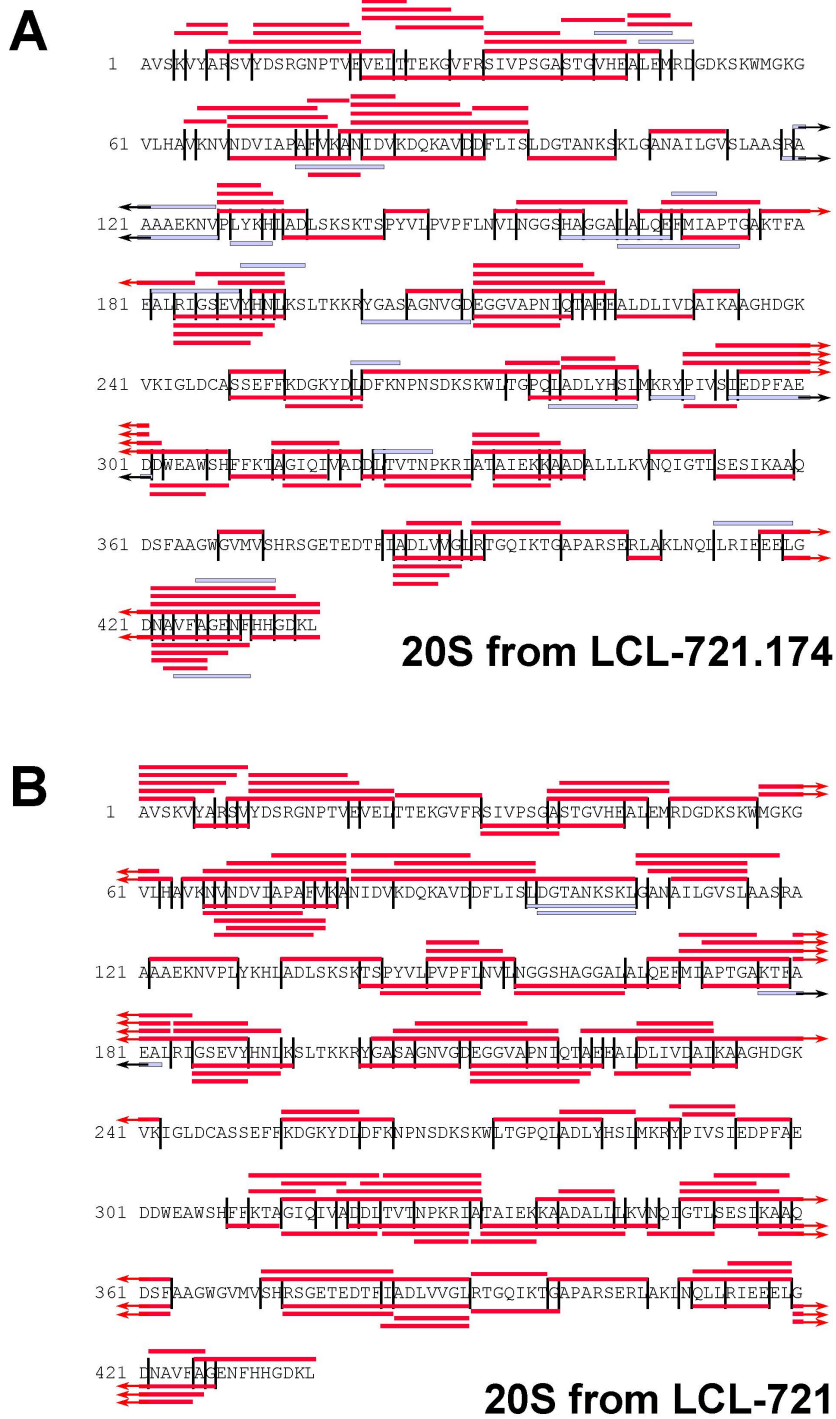 A
1 AVSKVYARSVYDSRGNPTVEVELTTEKGVFRSIVPSGASTGVHEALEMRDGDKSKWMGKG
61 VLHAVKNVNDVIAPAFVKANIDVKDQKAVDDFLISLDGTANKSKLGANAILGVSLAASRA
121 AAAEKNVPLYKHLADLSKSKTSPYVLPVPFLNVLNGGSHAGGALALQEFMIAPTGAKTFA
181 EALRIGSEVYHNLKSLTKKRYGASAGNVGDEGGVAPNIQTAEEALDLIVDAIKAAGHDGK
241 VKIGLDCASSEFFKDGKYDLDFKNPNSDKSKWLTGPQLADLYHSLMKRYPIVSIEDPFAE
301 DDWEAWSHFFKTAGIQIVADDLTVTNPKRIATAIEKKAADALLLKVNQIGTLSESIKAAQ
361 DSFAAGWGVMVSHRSGETEDTFIADLVVGLRTGQIKTGAPARSERLAKLNQLLRIEEELG
421 DNAVFAGENFHHGDKL
20S from LCL-721.174
B
1 AVSKVYARSVYDSRGNPTVEVELTTEKGVFRSIVPSGASTGVHEALEMRDGDKSKWMGKG
61 VLHAVKNVNDVIAPAFVKANIDVKDQKAVDDFLISLDGTANKSKLGANAILGVSLAASRA
121 AAAEKNVPLYKHLADLSKSKTSPYVLPVPFLNVLNGGSHAGGALALQEFMIAPTGAKTFA
181 EALRIGSEVYHNLKSLTKKRYGASAGNVGDEGGVAPNIQTAEEALDLIVDAIKAAGHDGK
241 VKIGLDCASSEFFKDGKYDLDFKNPNSDKSKWLTGPQLADLYHSLMKRYPIVSIEDPFAE
301 DDWEAWSHFFKTAGIQIVADDLTVTNPKRIATAIEKKAADALLLKVNQIGTLSESIKAAQ
361 DSFAAGWGVMVSHRSGETEDTFIADLVVGLRTGQIKTGAPARSERLAKLNQLLRIEEELG
421 DNAVFAGENFHHGDKL
20S from LCL-721